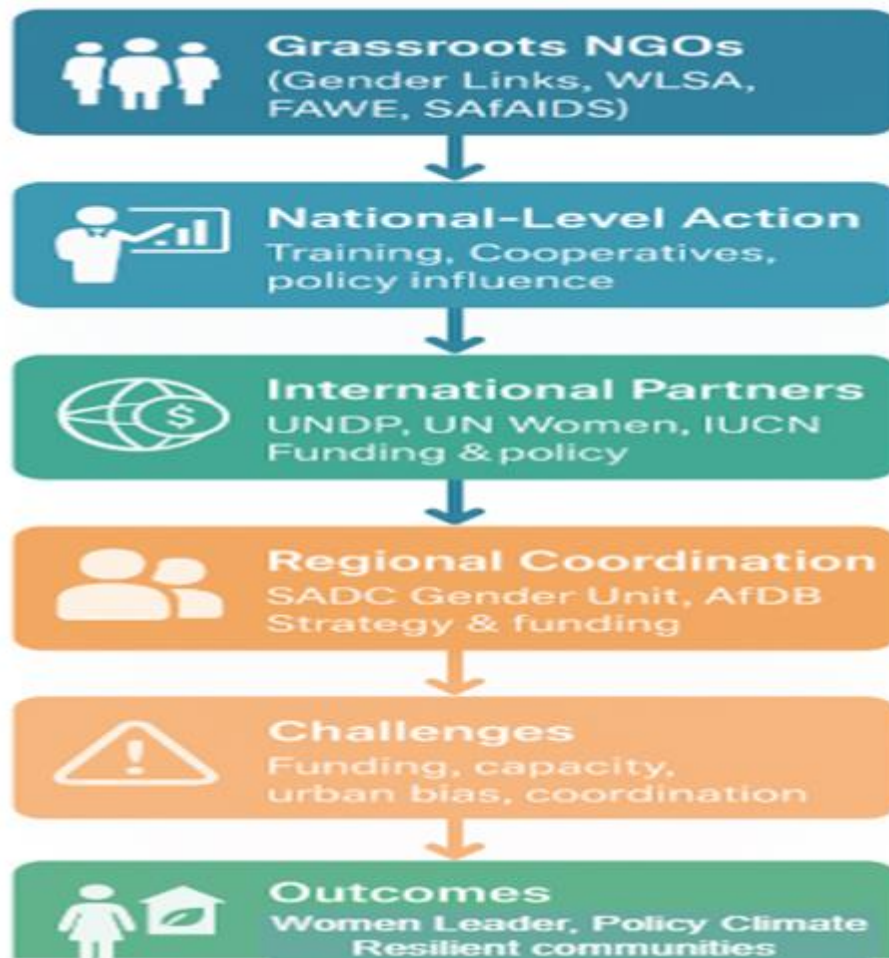 Grassroots NGOs
(Gender Links, WLSA,
FAWE, SAfAIDS)
National-Level Action
Training, Cooperatives,
policy influence
International Partners
UNDP, UN Women, IUCN
Funding & policy
Regional Coordination
SADC Gender Unit, AfDB
Strategy & funding
Challenges
Funding, capacity,
urban bias, coordination
Outcomes
Women Leader, Policy Climate
Resilient communities